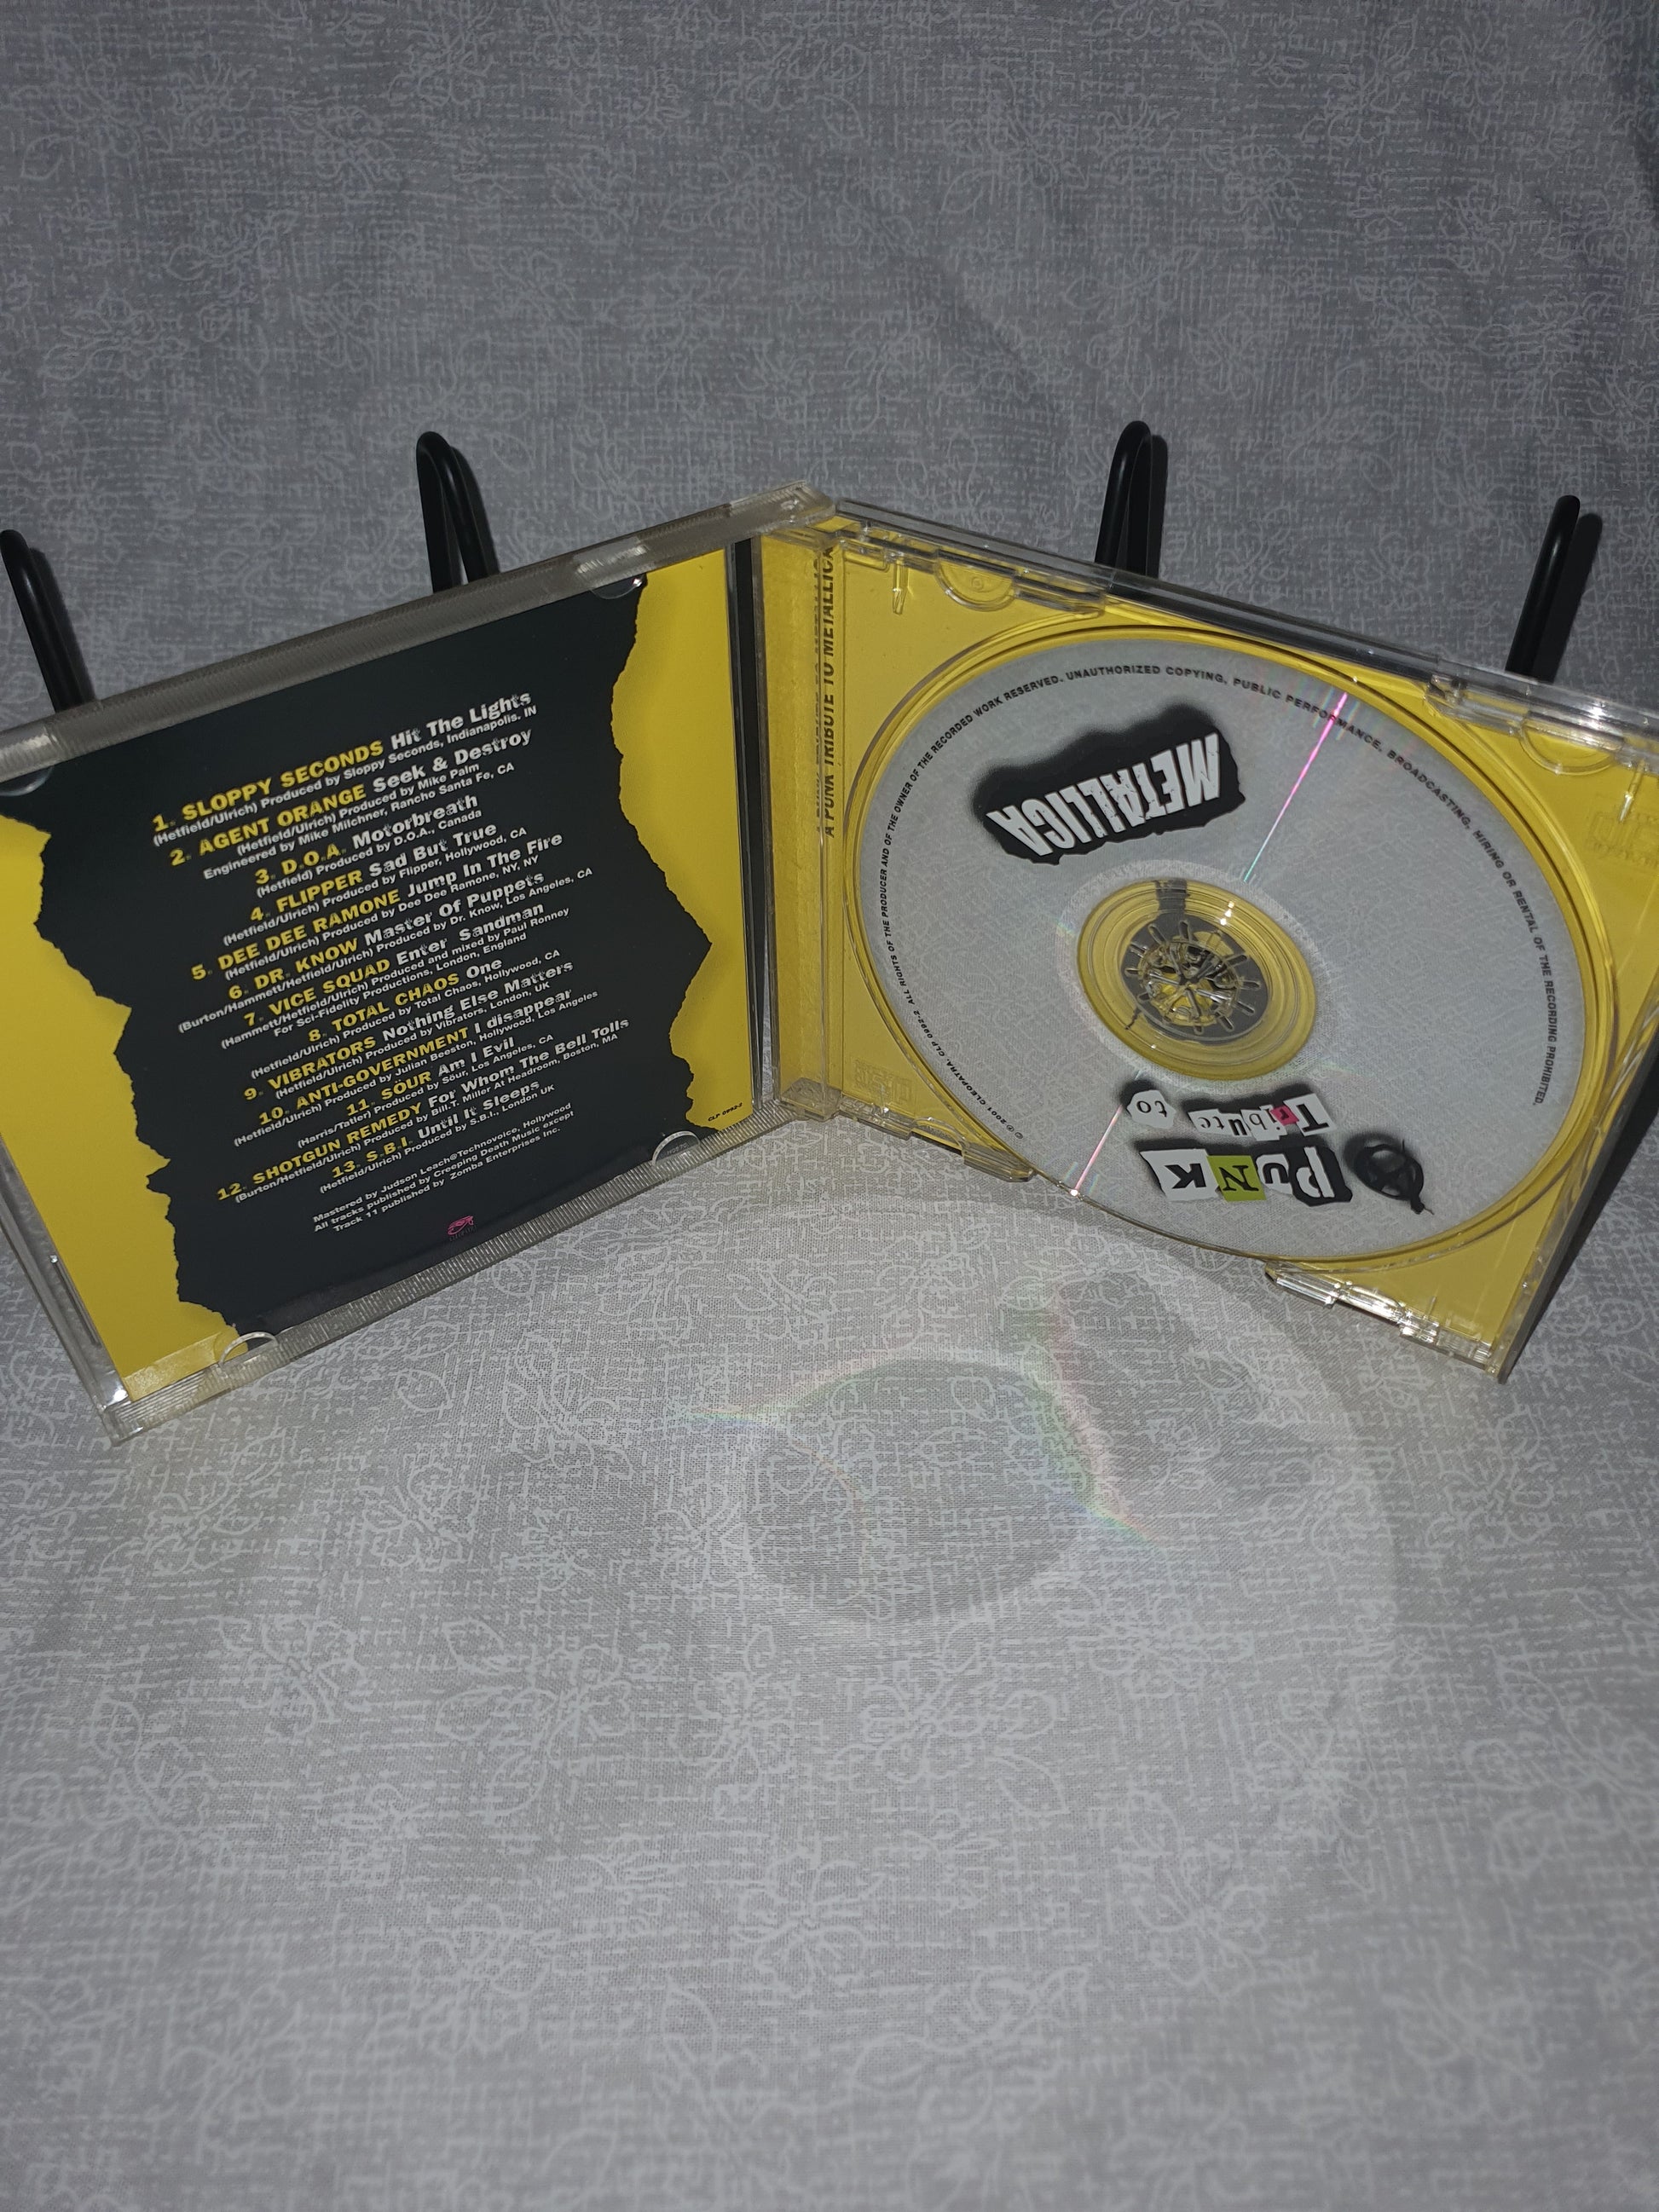 1. SLOPPY SECONDS Hit The Lights
(Hetfield/Ulrich) Produced by Sloppy Seconds, Indianapolis. IN
2. AGENT ORANGE Seek & Destroy
(Hetfield/Ulrich) Produced by Mike Palm
Engineered by Mike Milchner, Rancho Santa Fe, CA
3. D.O.A. Motorbreath
(Hetfield) Produced by D.O.A., Canada
4. FLIPPER Sad But True
(Hetfield/Ulrich) Produced by Flipper, Hollywood, CA
5. DEE DEE RAMONE Jump In The Fire
(Hetfield/Ulrich) Produced by Dee Dee Ramone, NY, NY
6. DR. KNOW Master Of Puppets
(Burton/Hammett/Hetfield/Ulrich) Produced by Dr. Know, Los Angeles, CA
7. VICE SQUAD Enter Sandman
(Hammett/Hetfield/Ulrich) Produced and mixed by Paul Ronney
For Sci-Fidelity Productions, London, England
8. TOTAL CHAOS One
(Hetfield/Ulrich) Produced by Total Chaos, Hollywood, CA
9. VIBRATORS Nothing Else Matters
(Hetfield/Ulrich) Produced by Vibrators, London, UK
10. ANTI-GOVERNMENT I disappear
(Hetfield/Ulrich) Produced by Julian Beeston, Hollywood, Los Angeles
11. SOUR Am I Evil
(Harris/Tatler) Produced by Sour, Los Angeles, CA
12. SHOTGUN REMEDY For Whom The Bell Tolls
(Burton/Hetfield/Ulrich) Produced by Bill.T. Miller At Headroom, Boston, MA
13. S.B.I. Until It Sleeps
(Hetfield/Ulrich) Produced by S.B.I., London UK
Mastered by Judson Leach@Technovoice, Hollywood
All tracks published by Creeping Death Music except
Track 11 published by Zomba Enterprises Inc.
CLP 0992-2
A PUNK TRIBUTE TO METALLICA
METALLICA
PUNK
Tribute to
℗© 2001 CLEOPATRA. CLP 0992-2. ALL RIGHTS OF THE PRODUCER AND OF THE OWNER OF THE RECORDED WORK RESERVED. UNAUTHORIZED COPYING, PUBLIC PERFORMANCE, BROADCASTING, HIRING OR RENTAL OF THE RECORDING PROHIBITED.